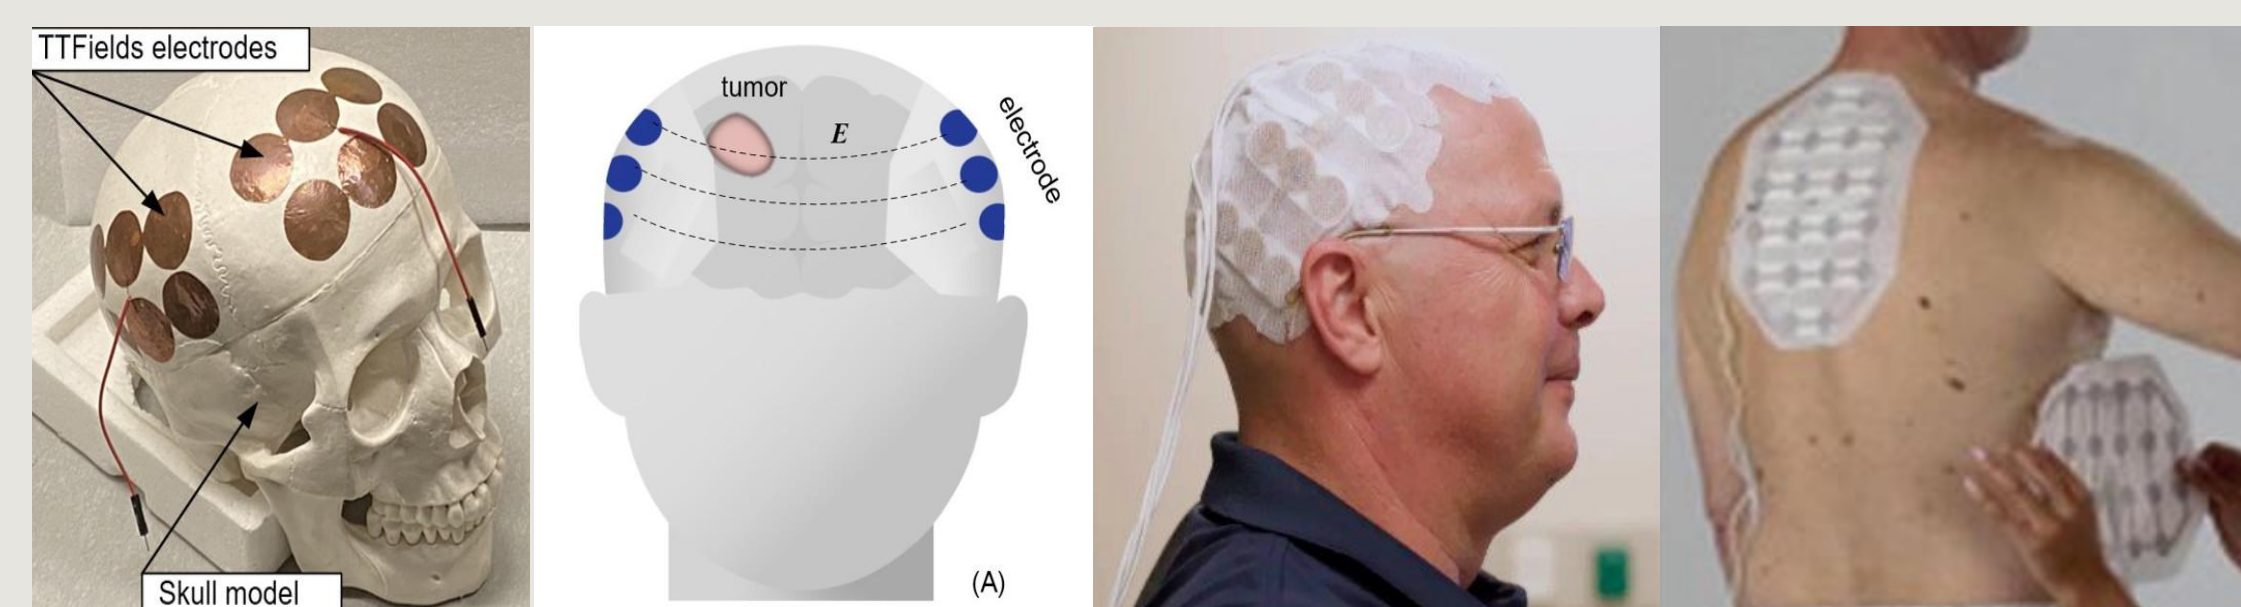 TTFields electrodes
Skull model
tumor
E
electrode
(A)